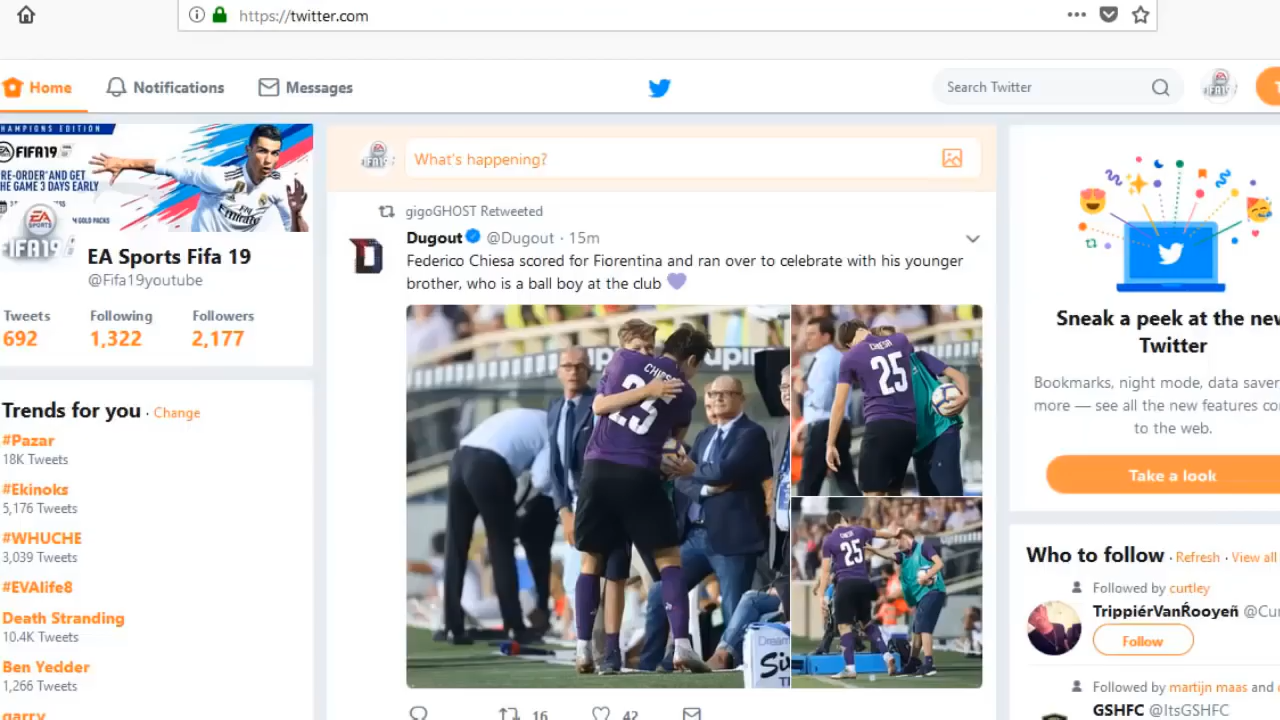 https://twitter.com
Home
Notifications
Messages
Search Twitter
CHAMPIONS EDITION
FIFA19
PRE-ORDER AND GET
THE GAME 3 DAYS EARLY
GOLD PACKS
EA SPORTS
FIFA19
EA Sports Fifa 19
@Fifa19youtube
Tweets
Following
Followers
692
1,322
2,177
Trends for you · Change
#Pazar
18K Tweets
#Ekinoks
5,176 Tweets
#WHUCHE
3,039 Tweets
#EVAlife8
Death Stranding
10.4K Tweets
Ben Yedder
1,266 Tweets
garry
What's happening?
gigoGHOST Retweeted
Dugout @Dugout · 15m
Federico Chiesa scored for Fiorentina and ran over to celebrate with his younger
brother, who is a ball boy at the club 💜
25
CHIESA
25
25
16
42
Sneak a peek at the new
Twitter
Bookmarks, night mode, data saver
more — see all the new features co
to the web.
Take a look
Who to follow · Refresh · View all
Followed by curtley
TrippiérVanŔooyeñ @Cu
Follow
Followed by martijn maas and
GSHFC @ItsGSHFC